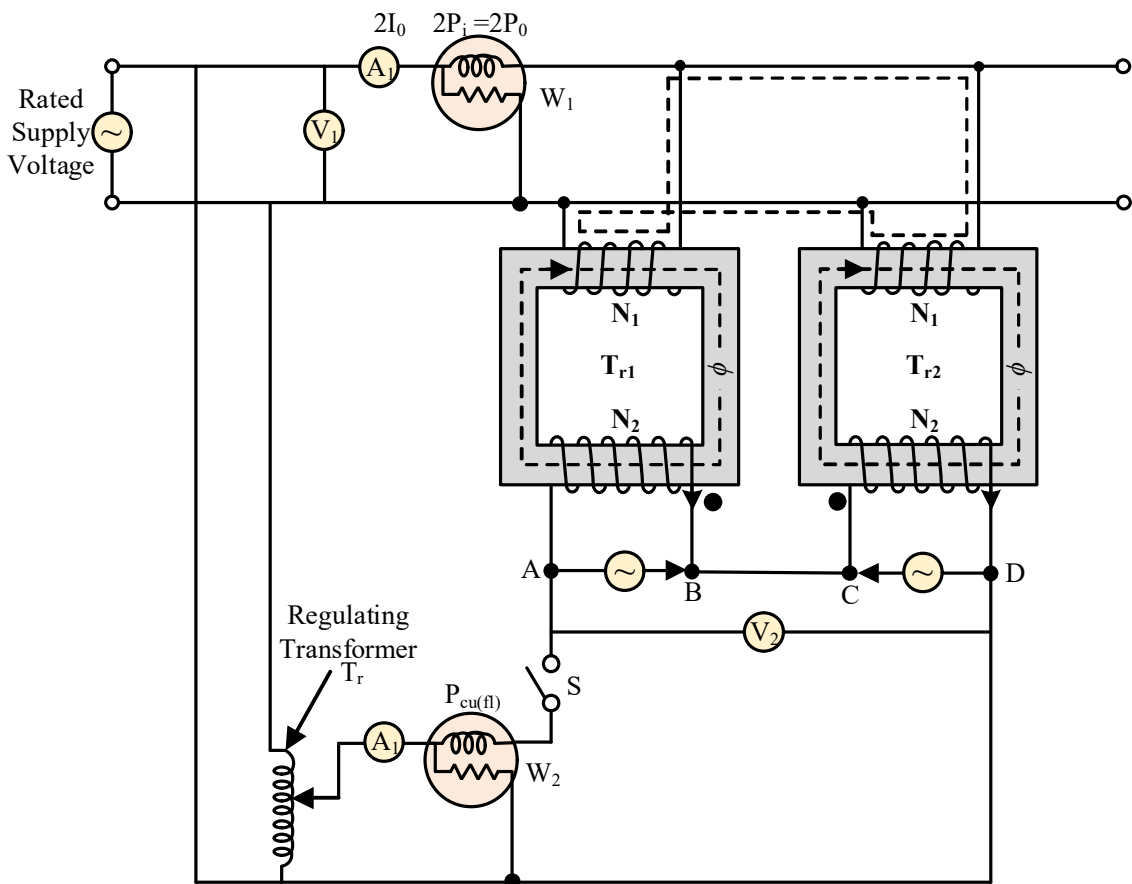 2I₀ 2Pᵢ =2P₀
A₁
W₁
Rated
Supply
Voltage
~
V₁
N₁
N₁
Tᵣ₁
ϕ
Tᵣ₂
ϕ
N₂
N₂
A
~
B
C
~
D
Regulating
Transformer
Tᵣ
V₂
S
P_cu(fl)
A₁
W₂